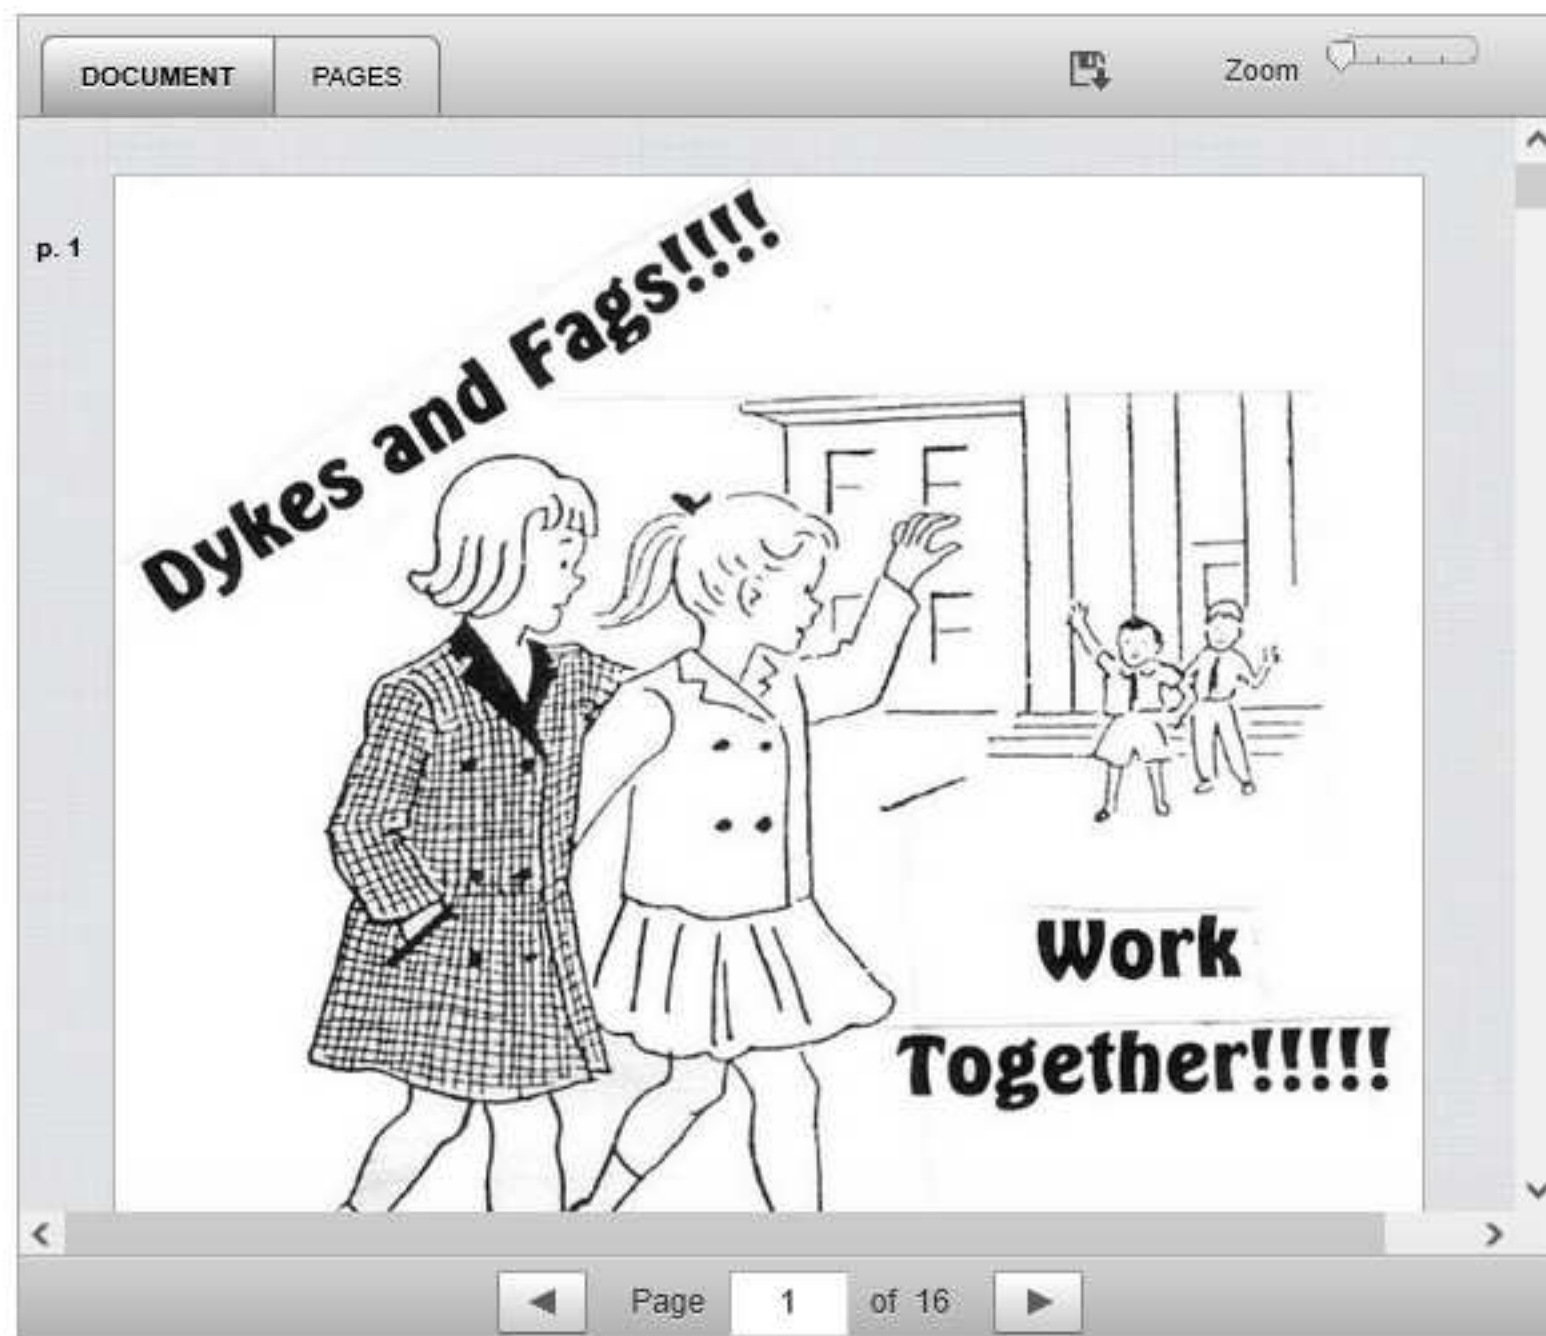 DOCUMENT PAGES Zoom
p. 1
Dykes and Fags!!!!
Work
Together!!!!!
Page 1 of 16